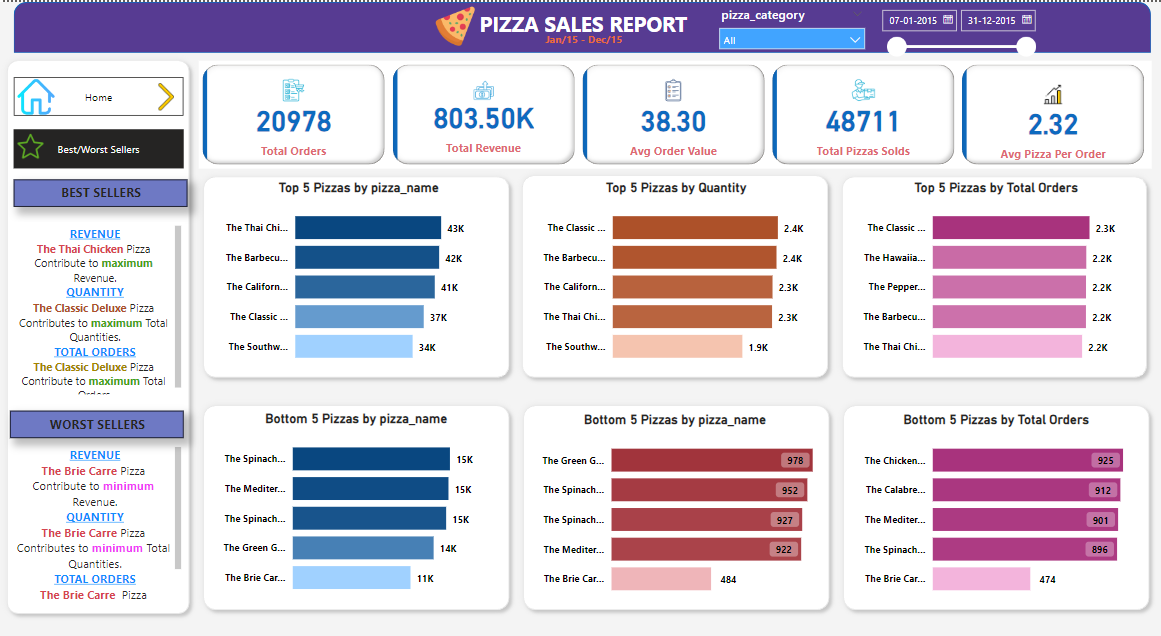 PIZZA SALES REPORT
Jan/15 - Dec/15
pizza_category
All
07-01-2015
31-12-2015
Home
Best/Worst Sellers
20978
Total Orders
803.50K
Total Revenue
38.30
Avg Order Value
48711
Total Pizzas Solds
2.32
Avg Pizza Per Order
BEST SELLERS
REVENUE
The Thai Chicken Pizza
Contribute to maximum
Revenue.
QUANTITY
The Classic Deluxe Pizza
Contributes to maximum Total
Quantities.
TOTAL ORDERS
The Classic Deluxe Pizza
Contribute to maximum Total
WORST SELLERS
REVENUE
The Brie Carre Pizza
Contribute to minimum
Revenue.
QUANTITY
The Brie Carre Pizza
Contributes to minimum Total
Quantities.
TOTAL ORDERS
The Brie Carre Pizza
Top 5 Pizzas by pizza_name
The Thai Chi... 43K
The Barbecu... 42K
The Californ... 41K
The Classic ... 37K
The Southw... 34K
Top 5 Pizzas by Quantity
The Classic ... 2.4K
The Barbecu... 2.4K
The Californ... 2.3K
The Thai Chi... 2.3K
The Southw... 1.9K
Top 5 Pizzas by Total Orders
The Classic ... 2.3K
The Hawaiia... 2.2K
The Pepper... 2.2K
The Barbecu... 2.2K
The Thai Chi... 2.2K
Bottom 5 Pizzas by pizza_name
The Spinach... 15K
The Mediter... 15K
The Spinach... 15K
The Green G... 14K
The Brie Car... 11K
Bottom 5 Pizzas by pizza_name
The Green G... 978
The Spinach... 952
The Spinach... 927
The Mediter... 922
The Brie Car... 484
Bottom 5 Pizzas by Total Orders
The Chicken... 925
The Calabre... 912
The Mediter... 901
The Spinach... 896
The Brie Car... 474